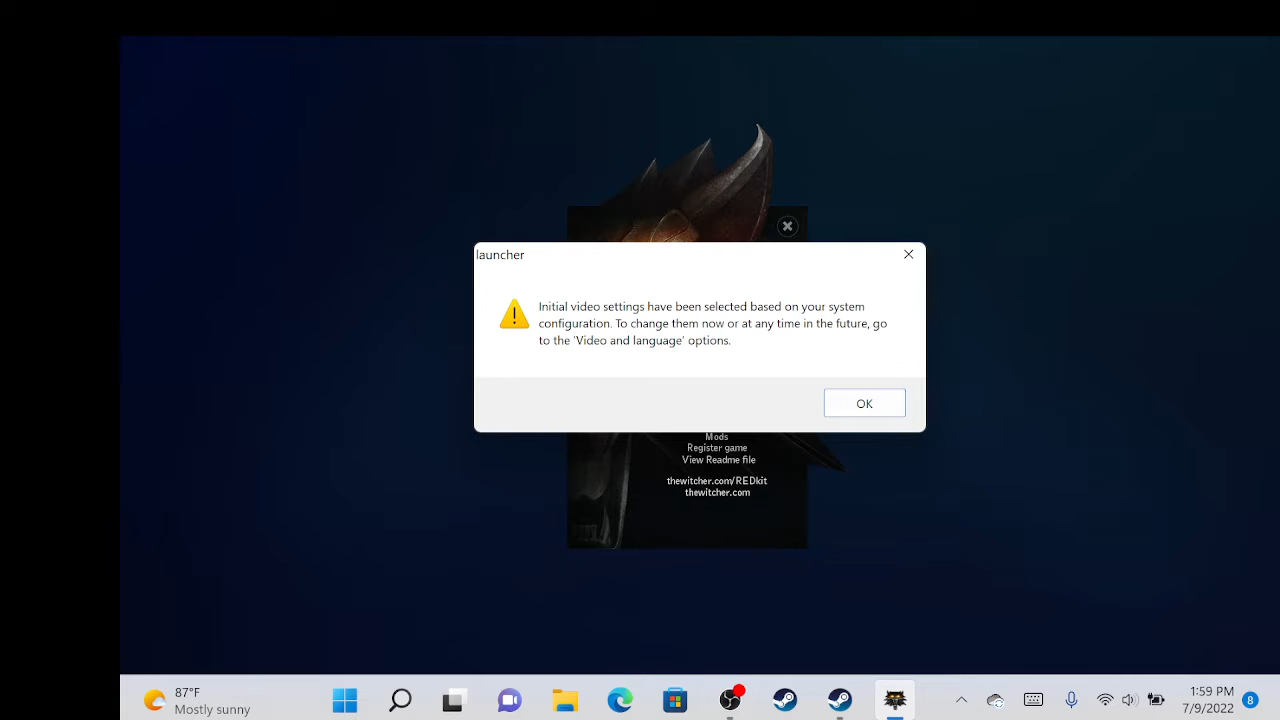 launcher
Initial video settings have been selected based on your system
configuration. To change them now or at any time in the future, go
to the 'Video and language' options.
OK
Mods
Register game
View Readme file
thewitcher.com/REDkit
thewitcher.com
87°F
Mostly sunny
1:59 PM
7/9/2022
8